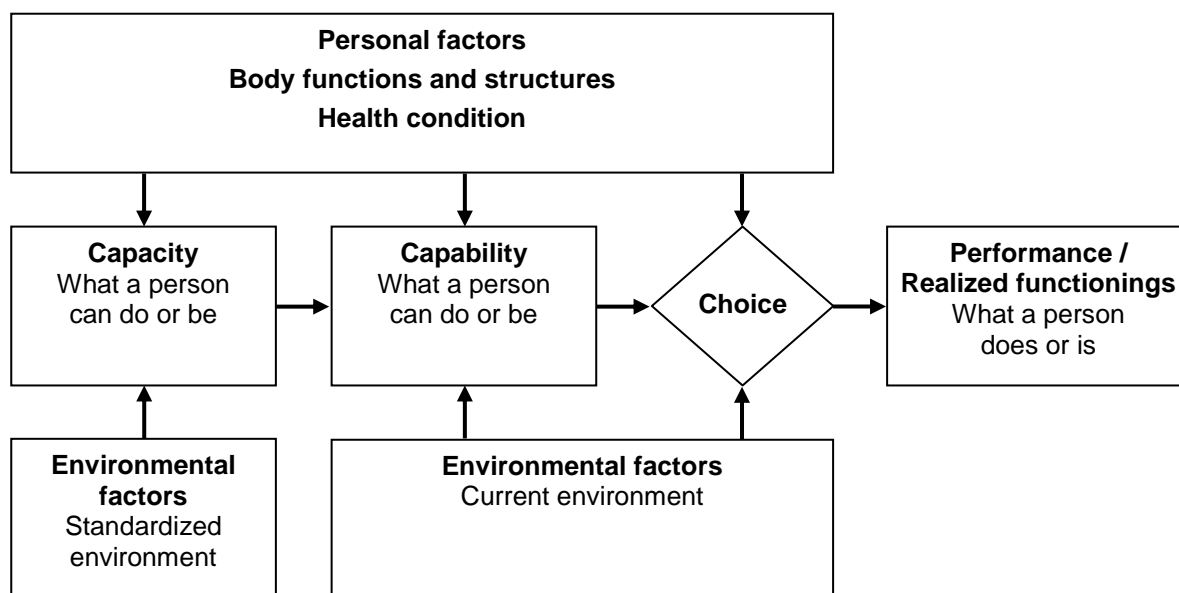 Personal factors
Body functions and structures
Health condition
Capacity
What a person
can do or be
Capability
What a person
can do or be
Choice
Performance /
Realized functionings
What a person
does or is
Environmental
factors
Standardized
environment
Environmental factors
Current environment